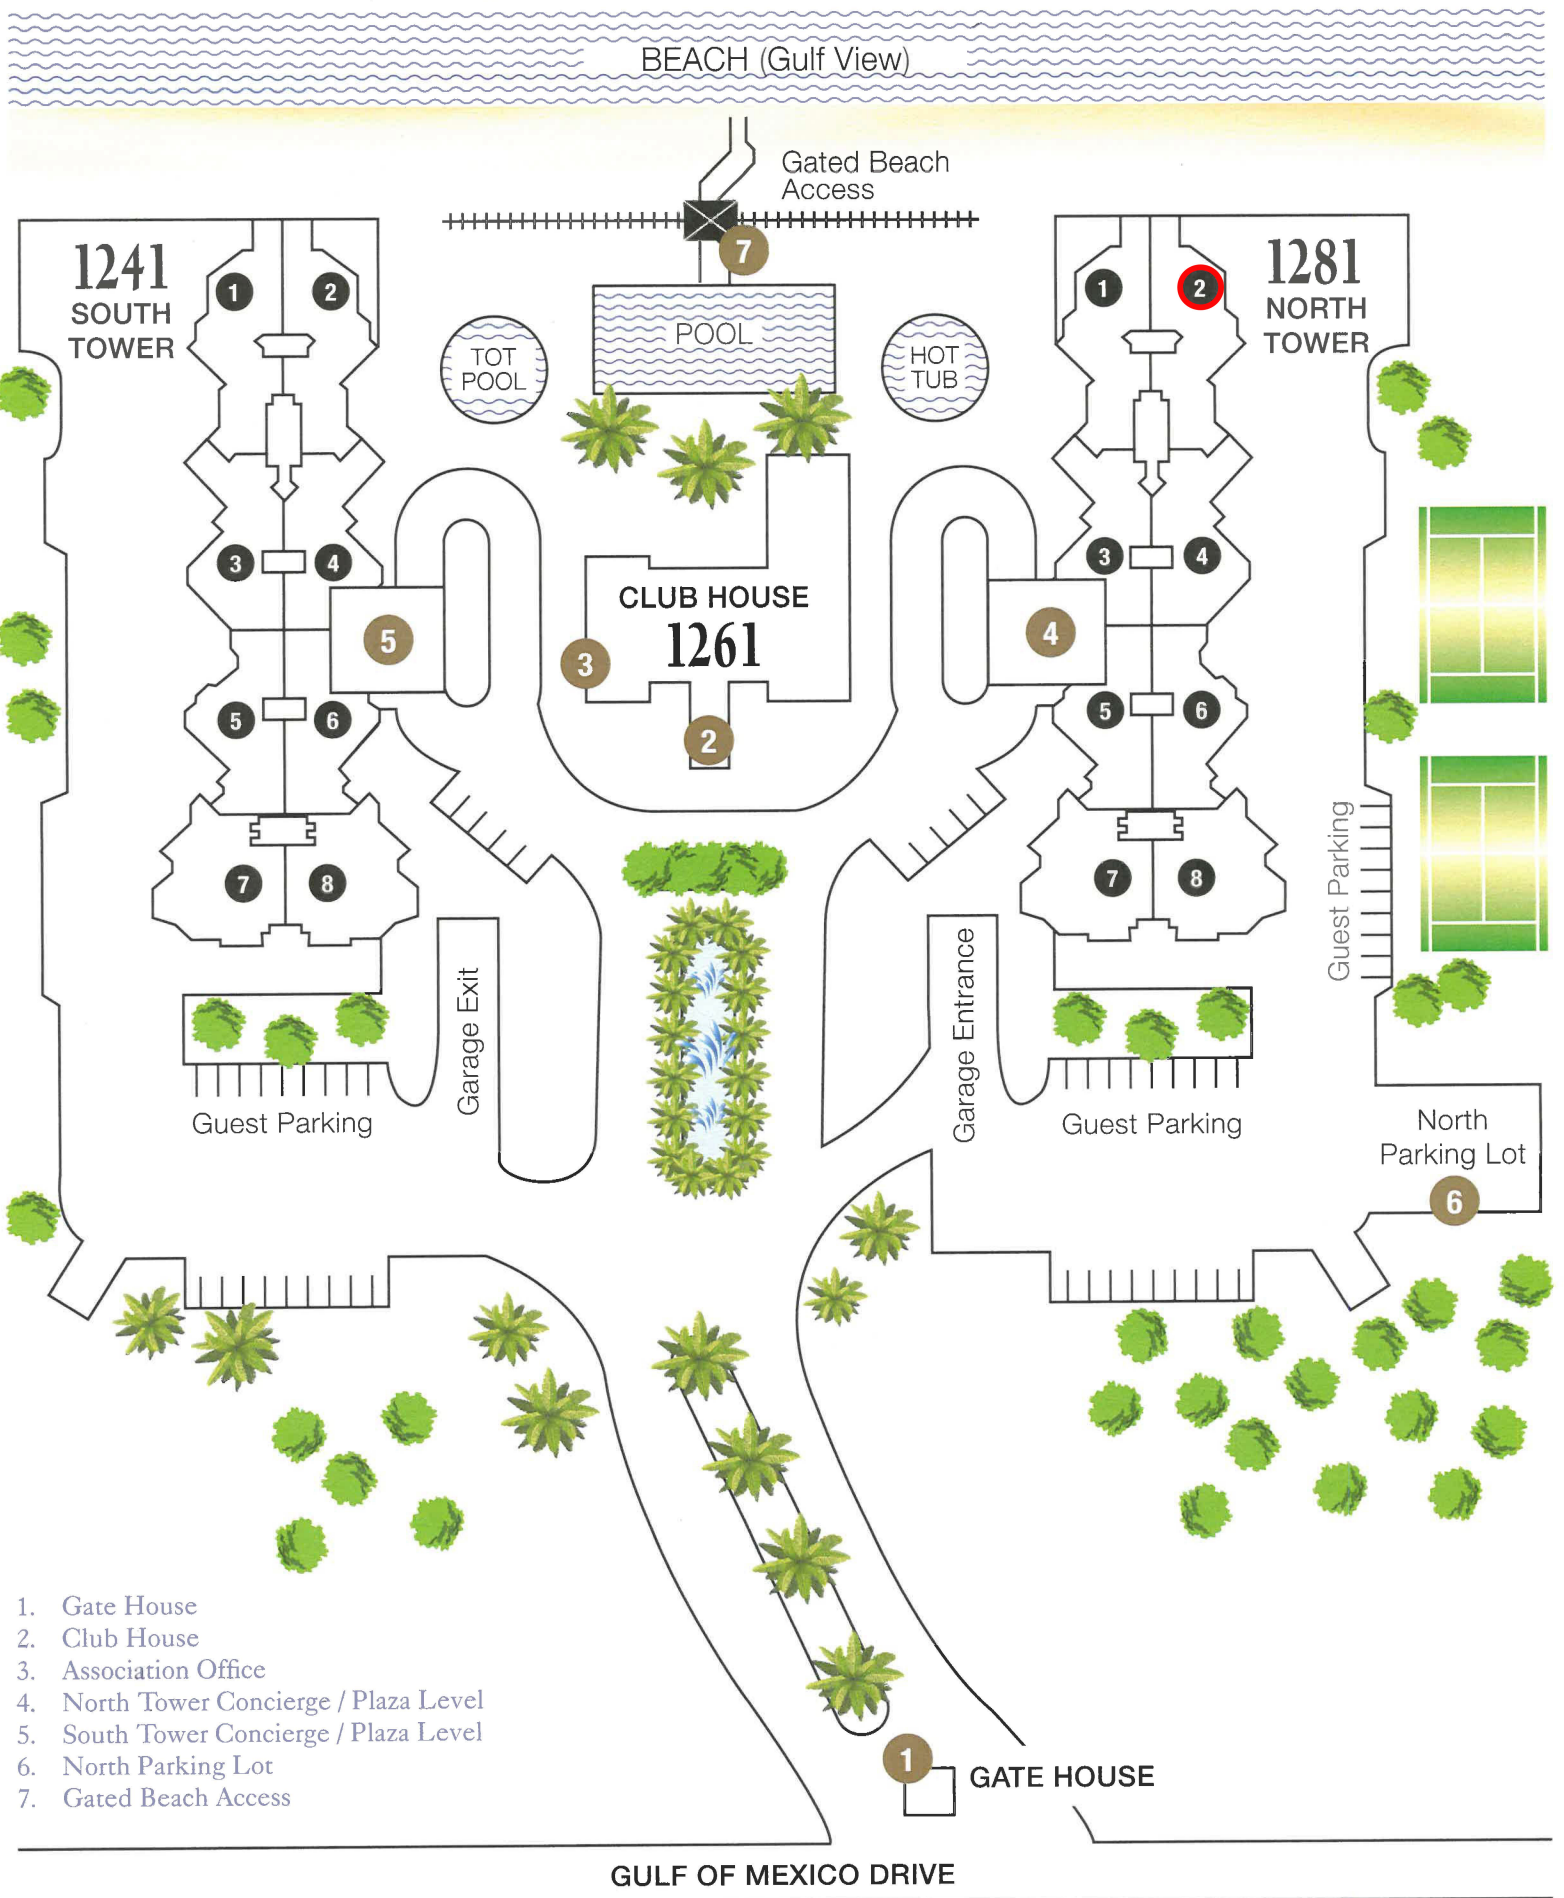 BEACH (Gulf View)
Gated Beach
Access
7
1241
SOUTH
TOWER
1
2
TOT
POOL
POOL
HOT
TUB
1
2
1281
NORTH
TOWER
3
4
5
CLUB HOUSE
1261
3
2
4
3
4
5
6
5
6
7
8
7
8
Guest Parking
Garage Exit
Garage Entrance
Guest Parking
Guest Parking
North
Parking Lot
6
1. Gate House
2. Club House
3. Association Office
4. North Tower Concierge / Plaza Level
5. South Tower Concierge / Plaza Level
6. North Parking Lot
7. Gated Beach Access
1
GATE HOUSE
GULF OF MEXICO DRIVE